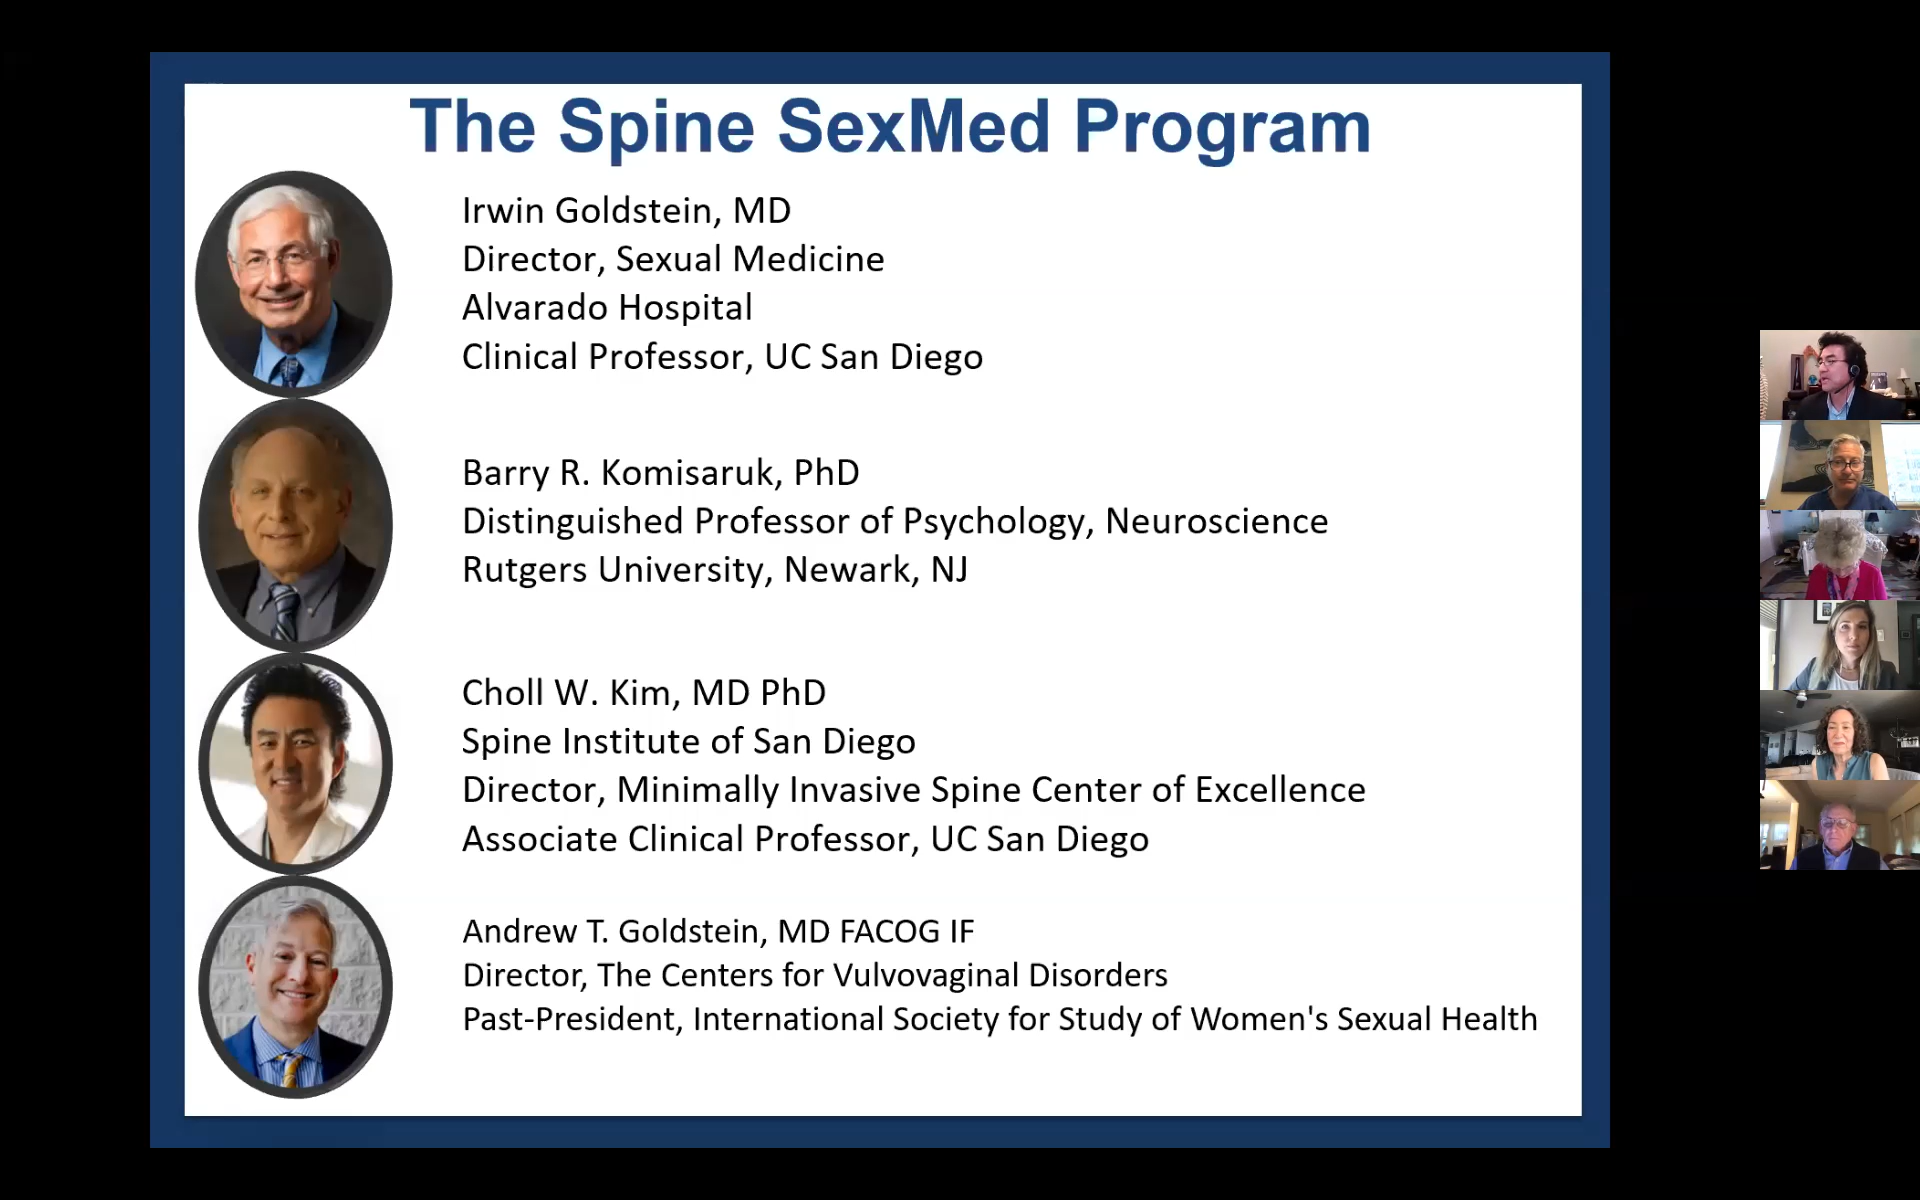 The Spine SexMed Program
Irwin Goldstein, MD
Director, Sexual Medicine
Alvarado Hospital
Clinical Professor, UC San Diego
Barry R. Komisaruk, PhD
Distinguished Professor of Psychology, Neuroscience
Rutgers University, Newark, NJ
Choll W. Kim, MD PhD
Spine Institute of San Diego
Director, Minimally Invasive Spine Center of Excellence
Associate Clinical Professor, UC San Diego
Andrew T. Goldstein, MD FACOG IF
Director, The Centers for Vulvovaginal Disorders
Past-President, International Society for Study of Women's Sexual Health